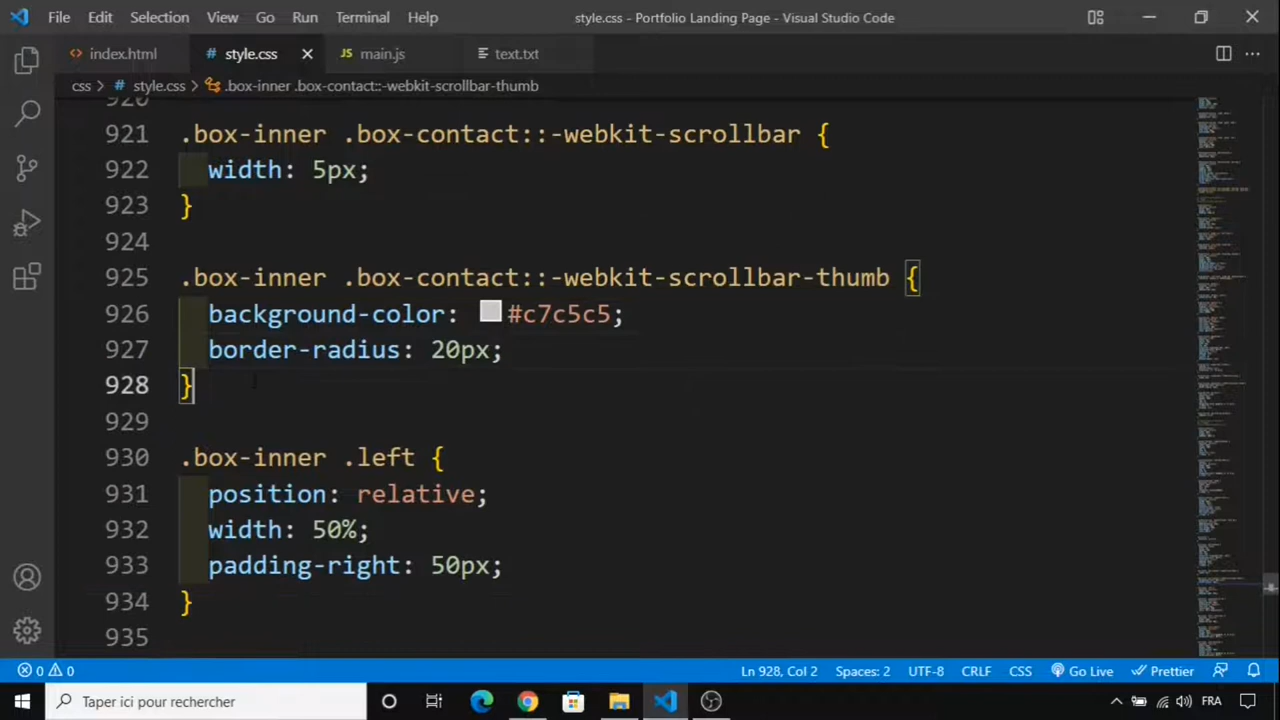 File Edit Selection View Go Run Terminal Help style.css - Portfolio Landing Page - Visual Studio Code
index.html # style.css JS main.js text.txt
css > # style.css > .box-inner .box-contact::-webkit-scrollbar-thumb
920
921 .box-inner .box-contact::-webkit-scrollbar {
922 width: 5px;
923 }
924
925 .box-inner .box-contact::-webkit-scrollbar-thumb {
926 background-color: #c7c5c5;
927 border-radius: 20px;
928 }
929
930 .box-inner .left {
931 position: relative;
932 width: 50%;
933 padding-right: 50px;
934 }
935
0 0 Ln 928, Col 2 Spaces: 2 UTF-8 CRLF CSS Go Live Prettier
Taper ici pour rechercher FRA